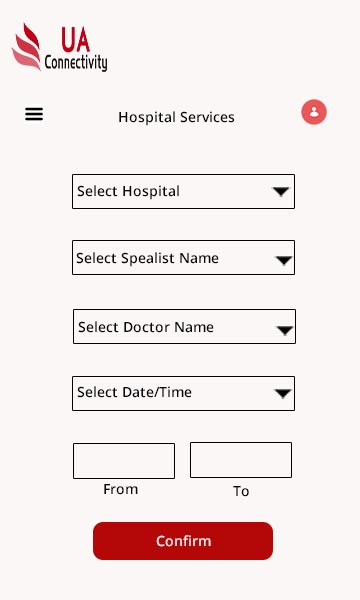 UA
Connectivity
Hospital Services
Select Hospital
Select Spealist Name
Select Doctor Name
Select Date/Time
From
To
Confirm